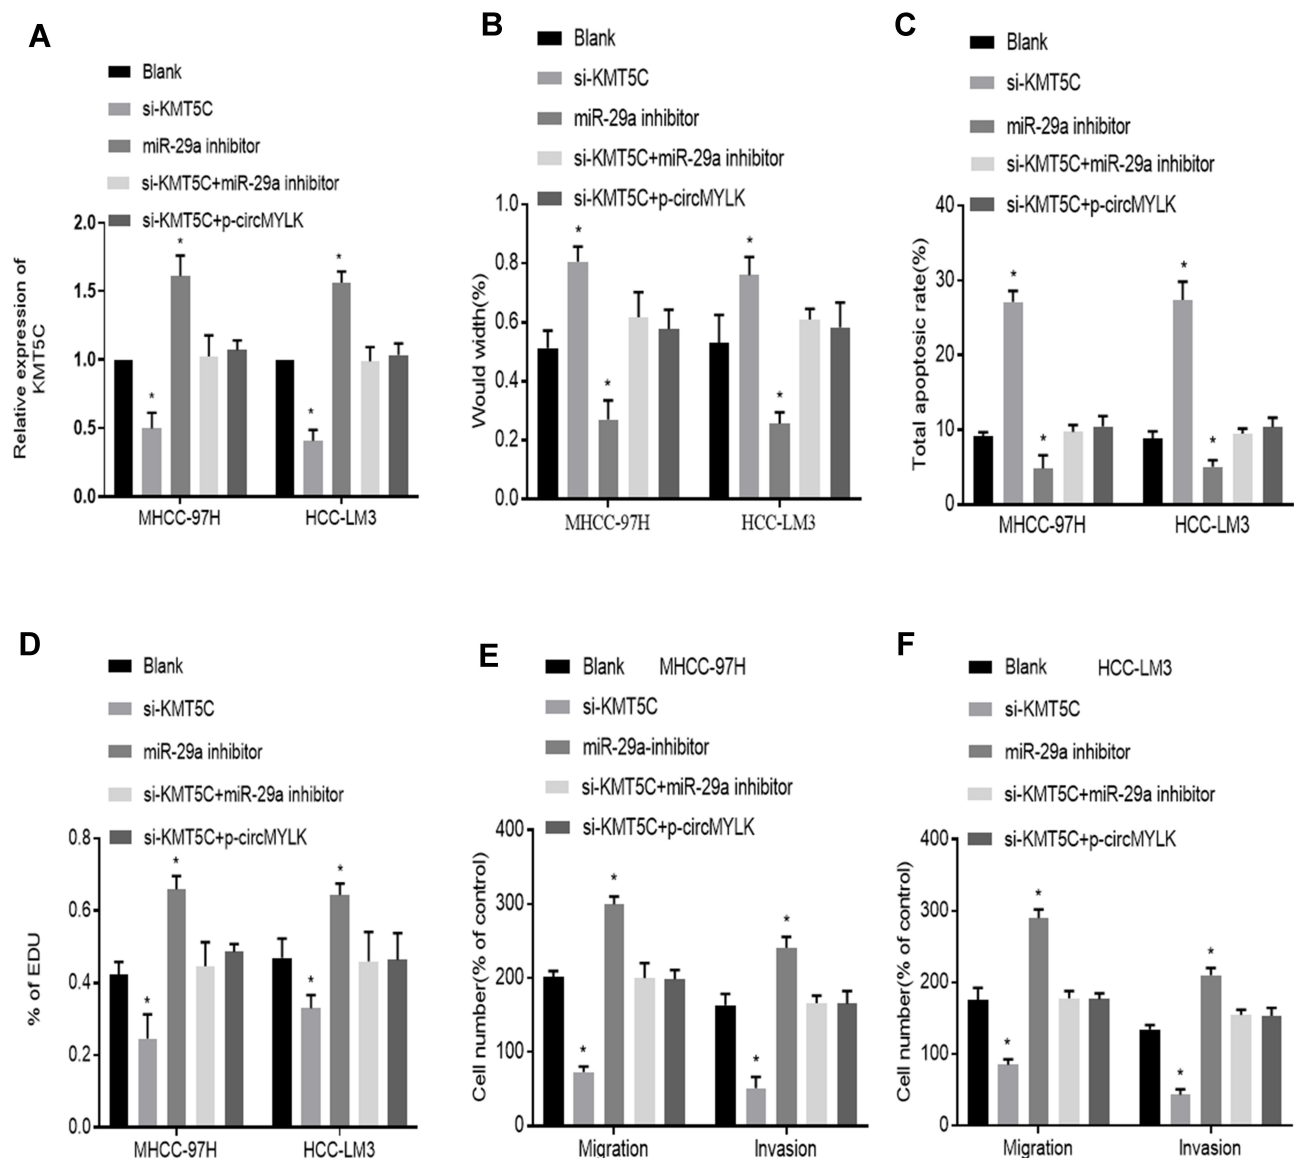 A
Blank
si-KMT5C
miR-29a inhibitor
si-KMT5C+miR-29a inhibitor
si-KMT5C+p-circMYLK
Relative expression of
KMT5C
2.0
1.5
1.0
0.5
0.0
*
*
*
*
MHCC-97H
HCC-LM3
B
Blank
si-KMT5C
miR-29a inhibitor
si-KMT5C+miR-29a inhibitor
si-KMT5C+p-circMYLK
Would width(%)
1.0
0.8
0.6
0.4
0.2
0.0
*
*
*
*
MHCC-97H
HCC-LM3
C
Blank
si-KMT5C
miR-29a inhibitor
si-KMT5C+miR-29a inhibitor
si-KMT5C+p-circMYLK
Total apoptosic rate(%)
40
30
20
10
0
*
*
*
*
MHCC-97H
HCC-LM3
D
Blank
si-KMT5C
miR-29a inhibitor
si-KMT5C+miR-29a inhibitor
si-KMT5C+p-circMYLK
% of EDU
0.8
0.6
0.4
0.2
0.0
*
*
*
*
MHCC-97H
HCC-LM3
E
Blank MHCC-97H
si-KMT5C
miR-29a-inhibitor
si-KMT5C+miR-29a inhibitor
si-KMT5C+p-circMYLK
Cell number(% of control)
400
300
200
100
0
*
*
*
*
Migration
Invasion
F
Blank HCC-LM3
si-KMT5C
miR-29a inhibitor
si-KMT5C+miR-29a inhibitor
si-KMT5C+p-circMYLK
Cell number(% of control)
400
300
200
100
0
*
*
*
*
Migration
Invasion